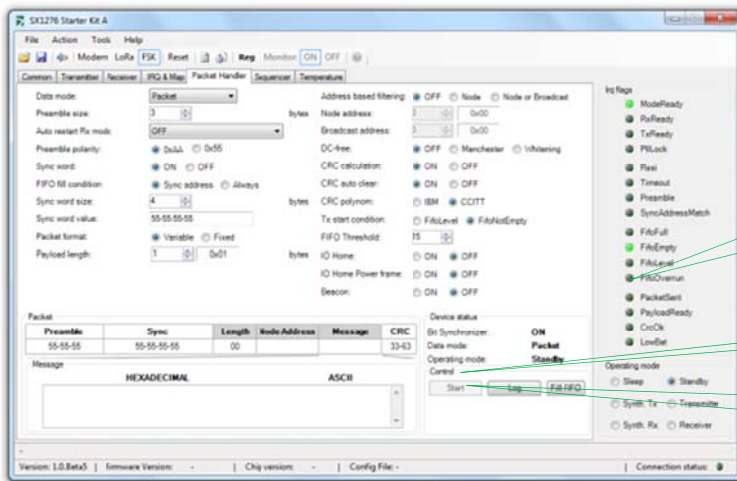 SX1276 Starter Kit A
File Action Tools Help
Modem LoRa FSK Reset Reg Monitor: ON OFF
Common Transmitter Receiver IRQ & Map Packet Handler Sequencer Temperature
Data mode: Packet
Preamble size: 3 bytes
Auto restart Rx mode: OFF
Preamble polarity: 0xAA 0x55
Sync word: ON OFF
FIFO fill condition: Sync address Always
Sync word size: 4 bytes
Sync word value: 55-55-55-55
Packet format: Variable Fixed
Payload length: 1 0x01 bytes
Address based filtering: OFF Node Node or Broadcast
Node address: 0x00
Broadcast address: 0x00
DC-free: OFF Manchester Whitening
CRC calculation: ON OFF
CRC auto clear: ON OFF
CRC polynom: IBM CCITT
Tx start condition: FifoLevel FifoNotEmpty
FIFO Threshold: 15
IO Home: ON OFF
IO Home Power frame: ON OFF
Beacon: ON OFF
Irq flags
ModeReady
RxReady
TxReady
PllLock
Rssi
Timeout
Preamble
SyncAddressMatch
FifoFull
FifoEmpty
FifoLevel
FifoOverrun
PacketSent
PayloadReady
CrcOk
LowBat
Packet
Preamble Sync Length Node Address Message CRC
55-55-55 55-55-55-55 00 33-63
Message
HEXADECIMAL ASCII
Device status
Bit Synchronizer: ON
Data mode: Packet
Operating mode: Standby
Control
Start Log Fill FIFO
Operating mode
Sleep Standby
Synth. Tx Transmitter
Synth. Rx Receiver
-
Version: 1.0.Beta5 | firmware Version: - | Chip version: - | Config File: - | Connection status: